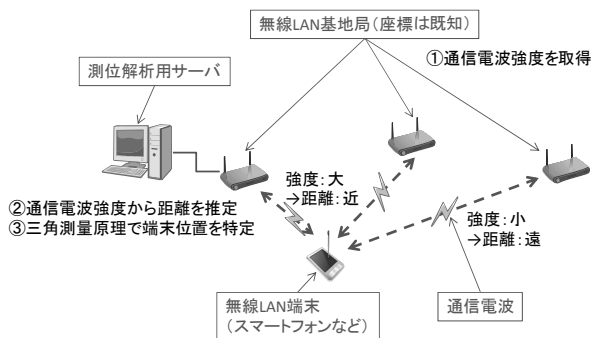 無線LAN基地局(座標は既知)
①通信電波強度を取得
測位解析用サーバ
強度:大
→距離:近
②通信電波強度から距離を推定
③三角測量原理で端末位置を特定
強度:小
→距離:遠
無線LAN端末
(スマートフォンなど)
通信電波